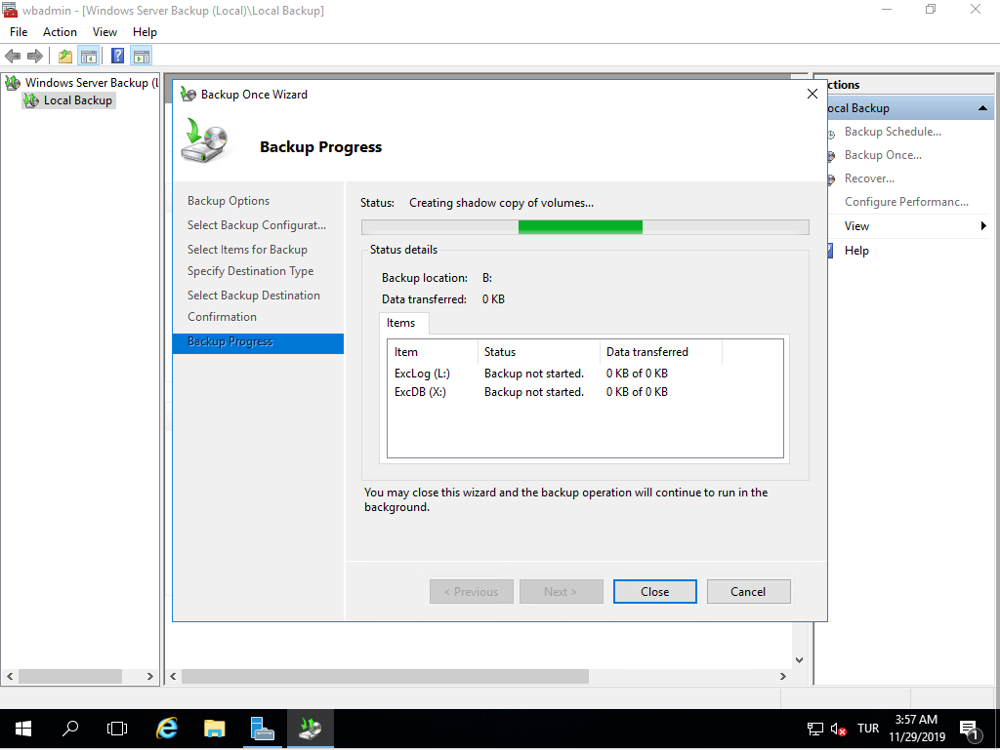 wbadmin - [Windows Server Backup (Local)\Local Backup]
File Action View Help
Windows Server Backup (L
Local Backup
Backup Once Wizard
Backup Progress
Backup Options
Select Backup Configurat...
Select Items for Backup
Specify Destination Type
Select Backup Destination
Confirmation
Backup Progress
Status: Creating shadow copy of volumes...
Status details
Backup location: B:
Data transferred: 0 KB
Items
Item Status Data transferred
ExcLog (L:) Backup not started. 0 KB of 0 KB
ExcDB (X:) Backup not started. 0 KB of 0 KB
You may close this wizard and the backup operation will continue to run in the
background.
< Previous Next > Close Cancel
ctions
ocal Backup
Backup Schedule...
Backup Once...
Recover...
Configure Performanc...
View
Help
TUR
3:57 AM
11/29/2019
1